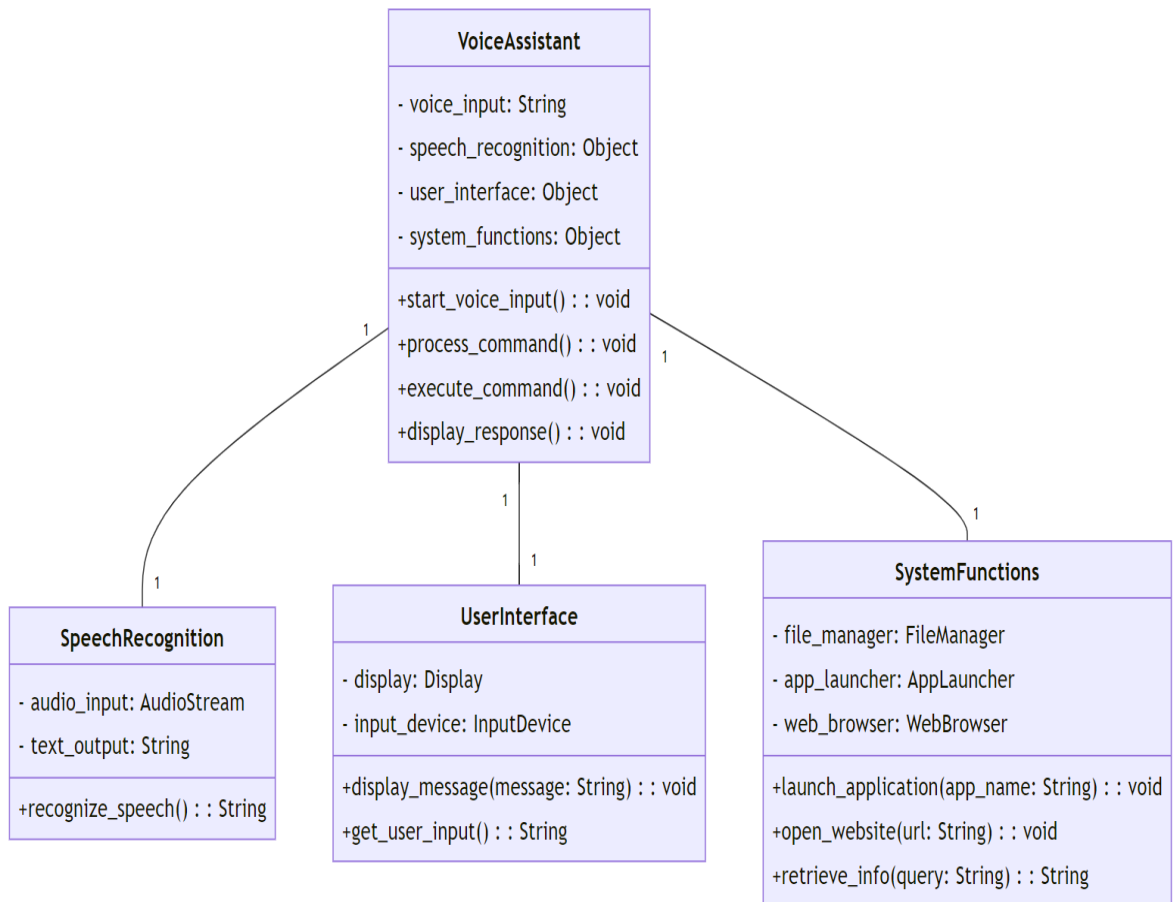 VoiceAssistant
- voice_input: String
- speech_recognition: Object
- user_interface: Object
- system_functions: Object
+start_voice_input() : : void
+process_command() : : void
+execute_command() : : void
+display_response() : : void
1
1
1
1
1
1
SpeechRecognition
- audio_input: AudioStream
- text_output: String
+recognize_speech() : : String
UserInterface
- display: Display
- input_device: InputDevice
+display_message(message: String) : : void
+get_user_input() : : String
SystemFunctions
- file_manager: FileManager
- app_launcher: AppLauncher
- web_browser: WebBrowser
+launch_application(app_name: String) : : void
+open_website(url: String) : : void
+retrieve_info(query: String) : : String